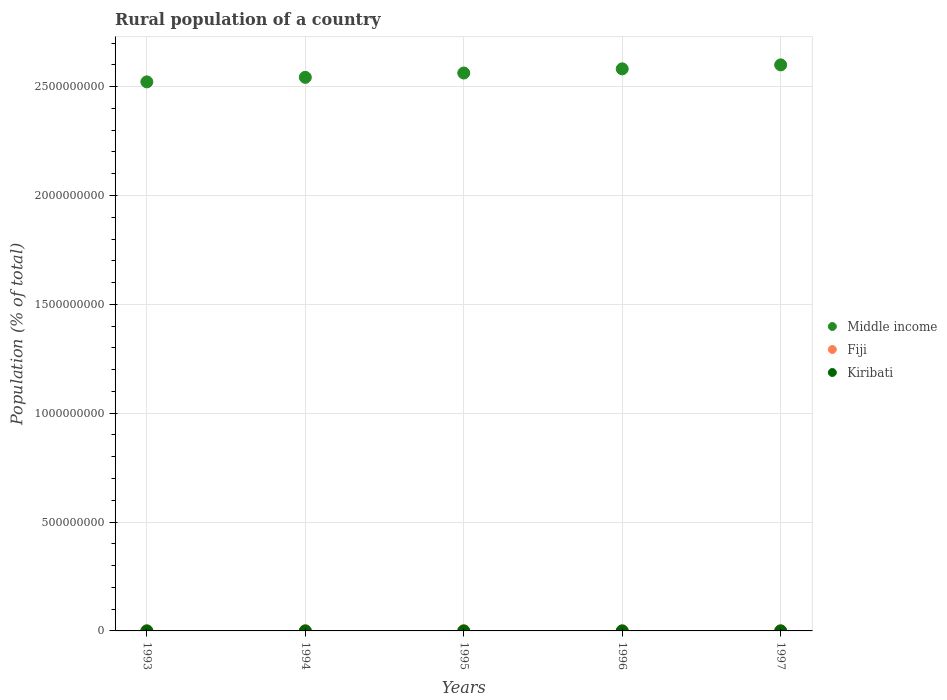 Rural population of a country
Population (% of total)
2500000000
2000000000
1500000000
1000000000
500000000
0
1993
1994
1995
1996
1997
Years
Middle income
Fiji
Kiribati